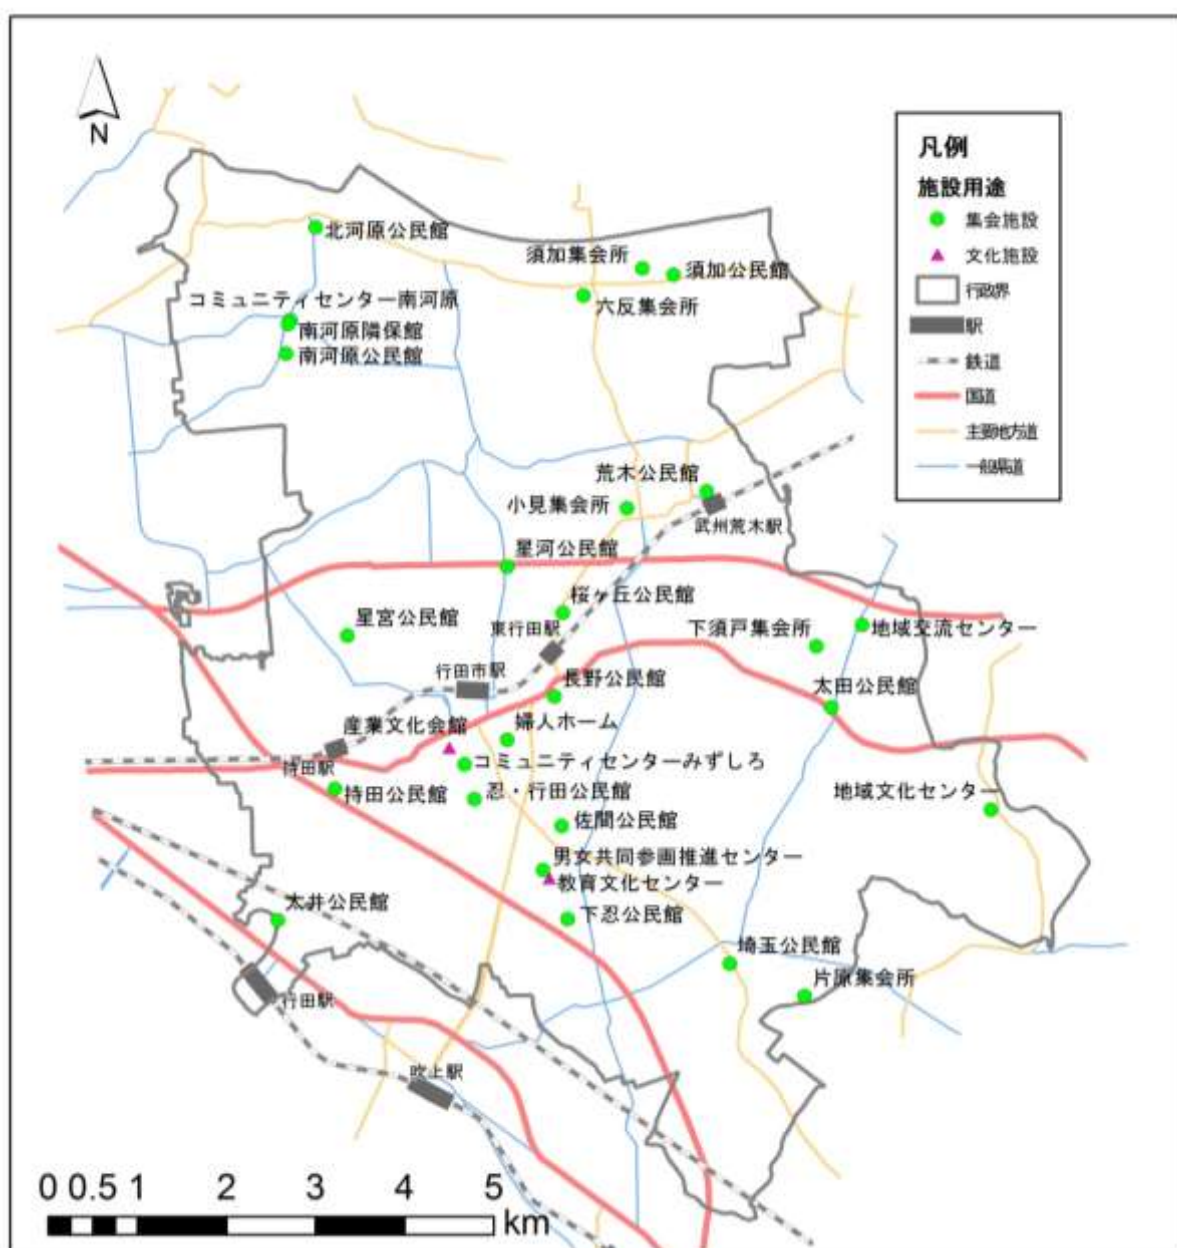 N
凡例
施設用途
集会施設
文化施設
行政界
駅
鉄道
国道
主要地方道
一般県道
北河原公民館
須加集会所
須加公民館
コミュニティセンター南河原
六反集会所
南河原隣保館
南河原公民館
荒木公民館
小見集会所
武州荒木駅
星河公民館
桜ヶ丘公民館
星宮公民館
東行田駅
下須戸集会所
地域交流センター
行田市駅
長野公民館
太田公民館
産業文化会館
婦人ホーム
持田駅
コミュニティセンターみずしろ
持田公民館
忍・行田公民館
地域文化センター
佐間公民館
男女共同参画推進センター
教育文化センター
太井公民館
下忍公民館
埼玉公民館
片原集会所
行田駅
吹上駅
0 0.5 1 2 3 4 5
km